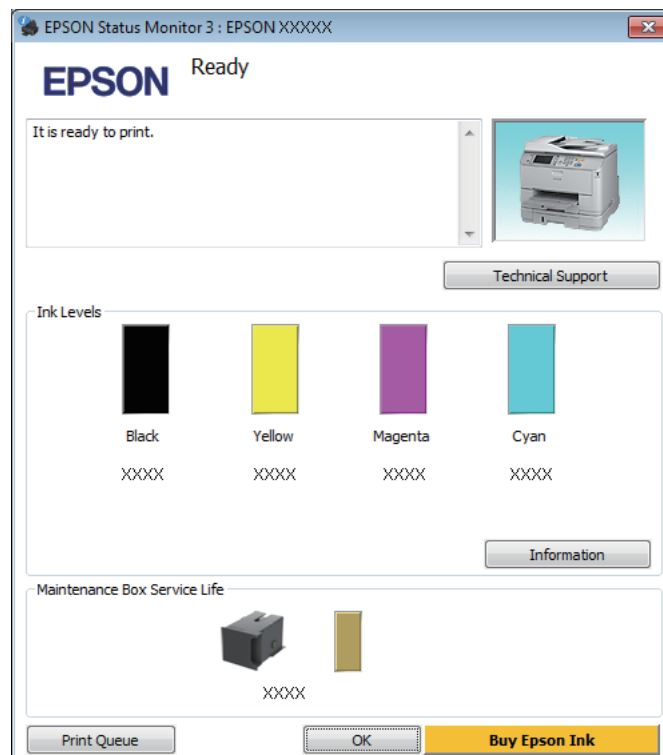 EPSON Status Monitor 3 : EPSON XXXXX
EPSON
Ready
It is ready to print.
Technical Support
Ink Levels
Black Yellow Magenta Cyan
XXXX XXXX XXXX XXXX
Information
Maintenance Box Service Life
XXXX
Print Queue OK Buy Epson Ink